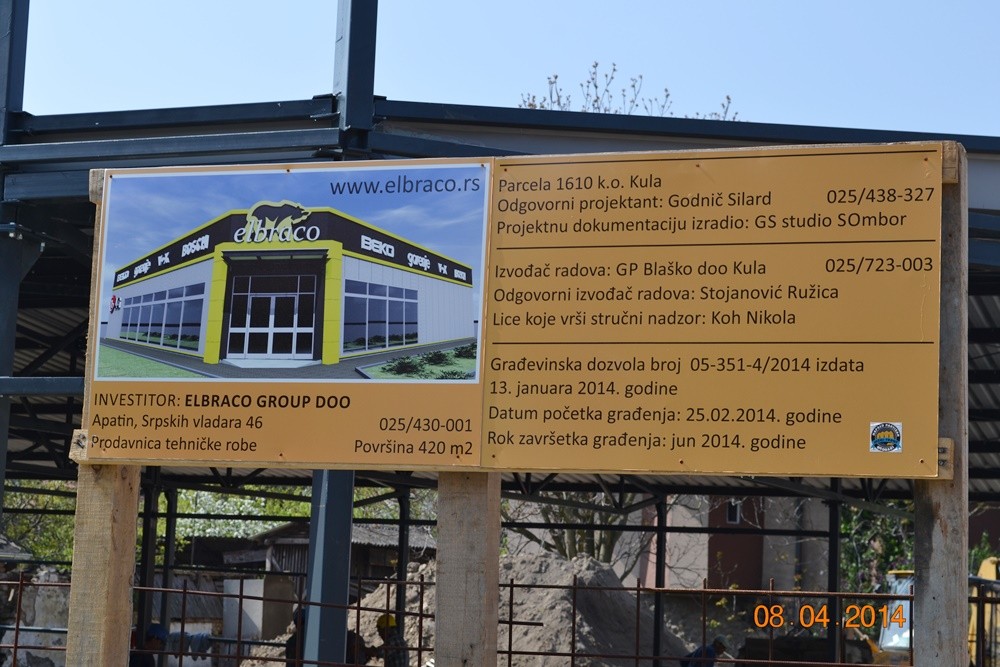 www.elbraco.rs
elbraco
BEKO gorenje VOX BOSCH
BEKO gorenje VOX
INVESTITOR: ELBRACO GROUP DOO
Apatin, Srpskih vladara 46 025/430-001
Prodavnica tehničke robe Površina 420 m2
Parcela 1610 k.o. Kula
Odgovorni projektant: Godnič Silard 025/438-327
Projektnu dokumentaciju izradio: GS studio SOmbor
Izvođač radova: GP Blaško doo Kula 025/723-003
Odgovorni izvođač radova: Stojanović Ružica
Lice koje vrši stručni nadzor: Koh Nikola
Građevinska dozvola broj 05-351-4/2014 izdata
13. januara 2014. godine
Datum početka građenja: 25.02.2014. godine
Rok završetka građenja: jun 2014. godine
08.04.2014